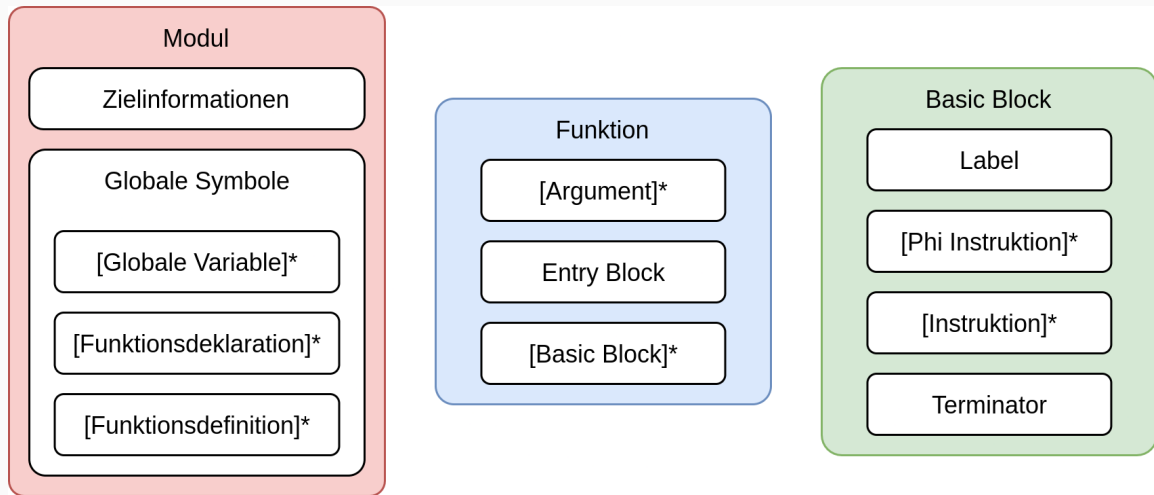 Modul
Zielinformationen
Globale Symbole
[Globale Variable]*
[Funktionsdeklaration]*
[Funktionsdefinition]*
Funktion
[Argument]*
Entry Block
[Basic Block]*
Basic Block
Label
[Phi Instruktion]*
[Instruktion]*
Terminator